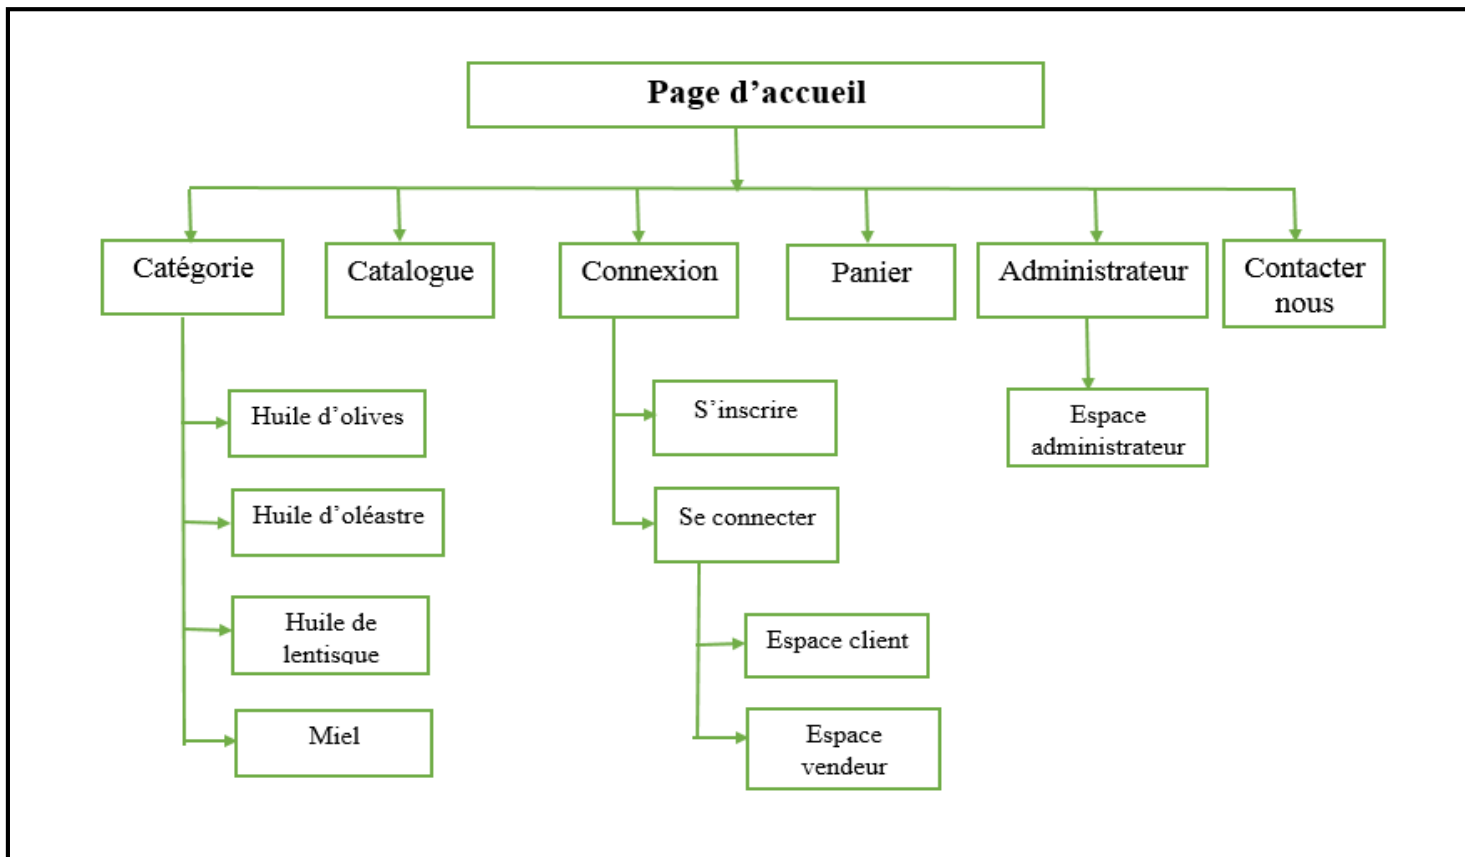 Page d’accueil
Catégorie
Catalogue
Connexion
Panier
Administrateur
Contacter
nous
Huile d’olives
Huile d’oléastre
Huile de
lentisque
Miel
S’inscrire
Se connecter
Espace client
Espace
vendeur
Espace
administrateur